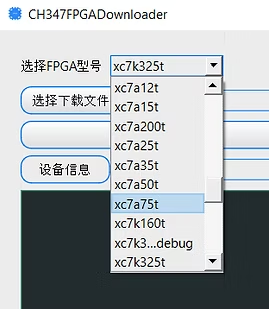 CH347FPGADownloader
选择FPGA型号 xc7k325t
选择下载文件
xc7a12t
xc7a15t
xc7a200t
xc7a25t
xc7a35t
xc7a50t
xc7a75t
xc7k160t
xc7k3...debug
xc7k325t
设备信息